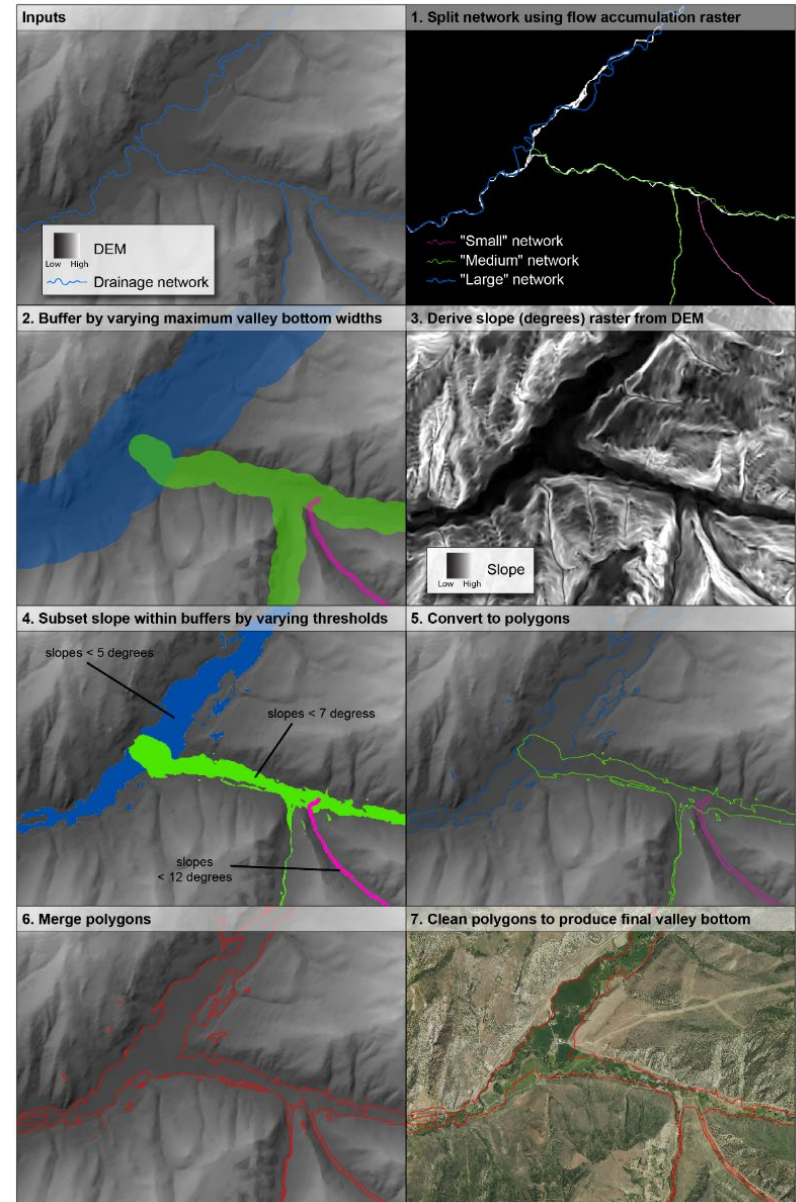 Inputs
DEM
Low High
Drainage network
1. Split network using flow accumulation raster
"Small" network
"Medium" network
"Large" network
2. Buffer by varying maximum valley bottom widths
3. Derive slope (degrees) raster from DEM
Slope
Low High
4. Subset slope within buffers by varying thresholds
slopes < 5 degrees
slopes < 7 degress
slopes
< 12 degrees
5. Convert to polygons
6. Merge polygons
7. Clean polygons to produce final valley bottom